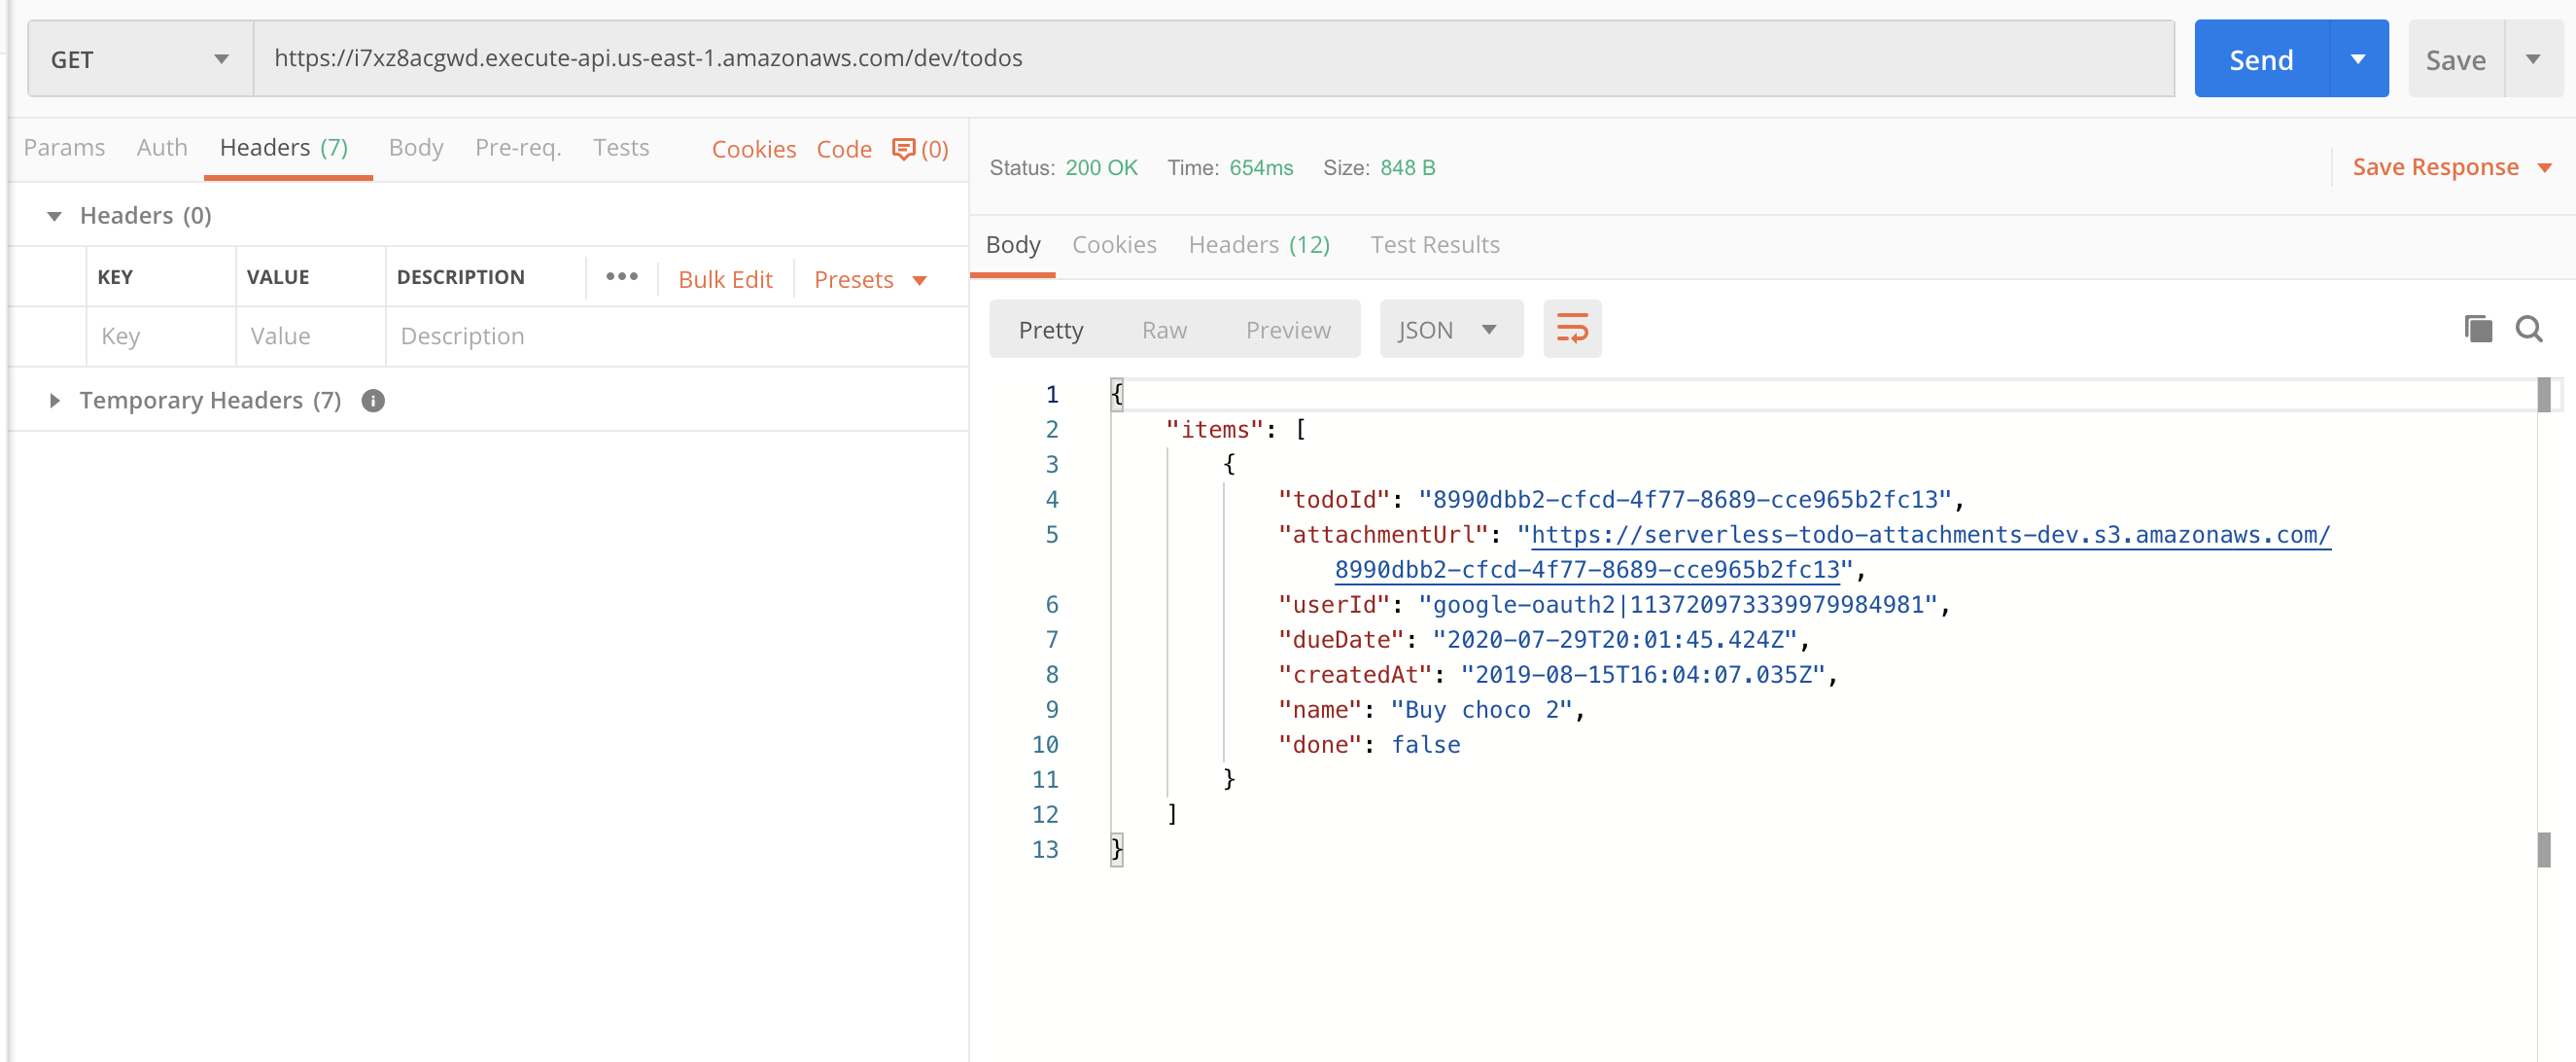 GET
https://i7xz8acgwd.execute-api.us-east-1.amazonaws.com/dev/todos
Send
Save
Params Auth Headers (7) Body Pre-req. Tests Cookies Code (0)
Headers (0)
KEY VALUE DESCRIPTION ••• Bulk Edit Presets
Key Value Description
Temporary Headers (7)
Status: 200 OK Time: 654ms Size: 848 B Save Response
Body Cookies Headers (12) Test Results
Pretty Raw Preview JSON
1 {
2 "items": [
3 {
4 "todoId": "8990dbb2-cfcd-4f77-8689-cce965b2fc13",
5 "attachmentUrl": "https://serverless-todo-attachments-dev.s3.amazonaws.com/
8990dbb2-cfcd-4f77-8689-cce965b2fc13",
6 "userId": "google-oauth2|113720973339979984981",
7 "dueDate": "2020-07-29T20:01:45.424Z",
8 "createdAt": "2019-08-15T16:04:07.035Z",
9 "name": "Buy choco 2",
10 "done": false
11 }
12 ]
13 }